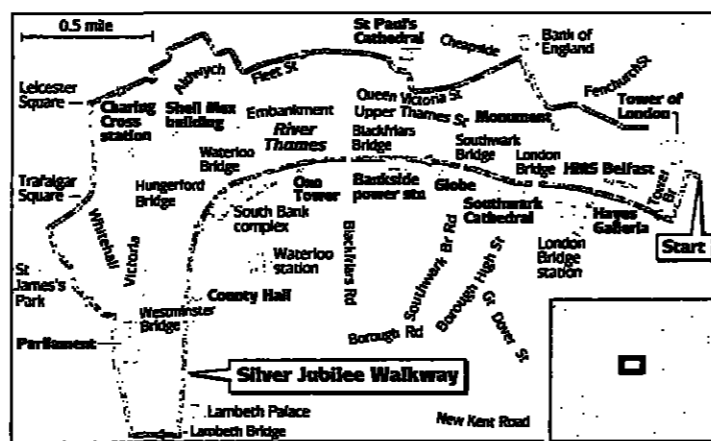 0.5 mile
St Paul's
Cathedral
Cheapside
Bank of
England
Leicester
Square
Aldwych
Fleet St
Fenchurch St
Charing
Cross
station
Shell Mex
building
Embankment
Queen Victoria St
Upper Thames St
Monument
Tower of
London
River
Thames
Blackfriars
Bridge
Southwark
Bridge
London
Bridge
HMS Belfast
Waterloo
Bridge
Trafalgar
Square
Hungerford
Bridge
Oxo
Tower
Bankside
power stn
Globe
Southwark
Cathedral
Hayes
Galleria
Tower Br
Start
South Bank
complex
Whitehall
Victoria
Waterloo
station
Blackfriars Rd
Southwark Br Rd
Borough High St
London
Bridge
station
St
James's
Park
County Hall
Westminster
Bridge
Parliament
Borough Rd
Gt Dover St
Silver Jubilee Walkway
Lambeth Palace
Lambeth Bridge
New Kent Road